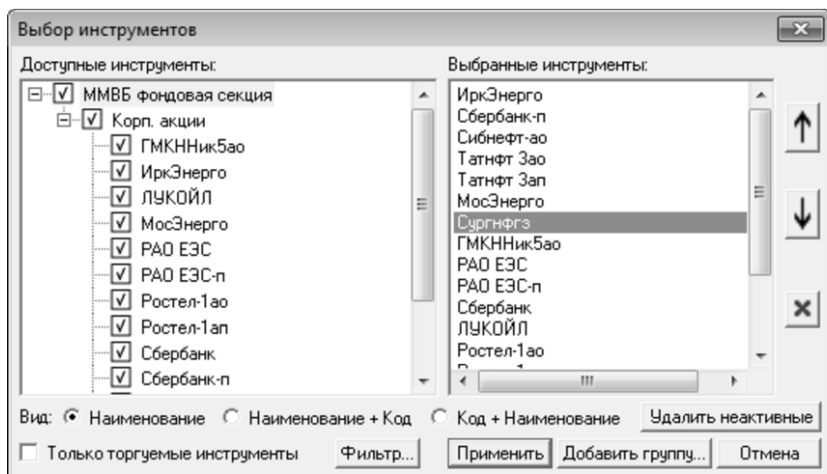 Выбор инструментов
Доступные инструменты:
ММВБ фондовая секция
Корп. акции
ГМКННик5ао
ИркЭнерго
ЛУКОЙЛ
МосЭнерго
РАО ЕЭС
РАО ЕЭС-п
Ростел-1ао
Ростел-1ап
Сбербанк
Сбербанк-п
Выбранные инструменты:
ИркЭнерго
Сбербанк-п
Сибнефт-ао
Татнфт 3ао
Татнфт 3ап
МосЭнерго
Сургнфгз
ГМКННик5ао
РАО ЕЭС
РАО ЕЭС-п
Сбербанк
ЛУКОЙЛ
Ростел-1ао
Вид: Наименование Наименование + Код Код + Наименование Удалить неактивные
Только торгуемые инструменты Фильтр... Применить Добавить группу... Отмена